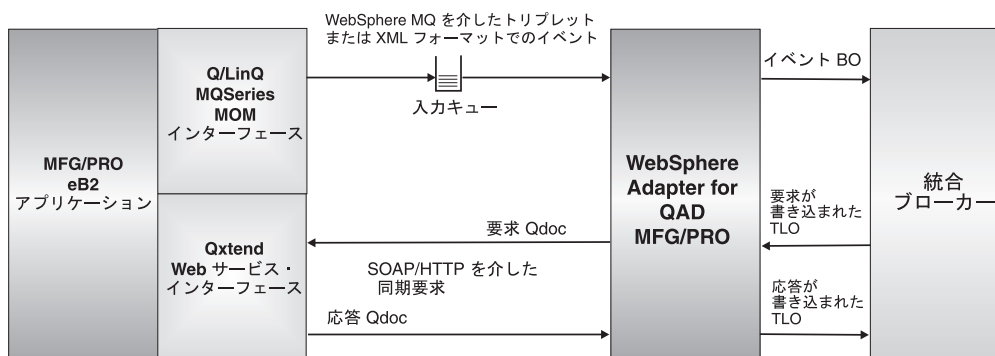 MFG/PRO
eB2
アプリケーション
Q/LinQ
MQSeries
MOM
インターフェース
Qxtend
Web サービス・
インターフェース
WebSphere MQ を介したトリプレット
または XML フォーマットでのイベント
入力キュー
要求 Qdoc
SOAP/HTTP を介した
同期要求
応答 Qdoc
WebSphere
Adapter for
QAD
MFG/PRO
イベント BO
要求が
書き込まれた
TLO
応答が
書き込まれた
TLO
統合
ブローカー